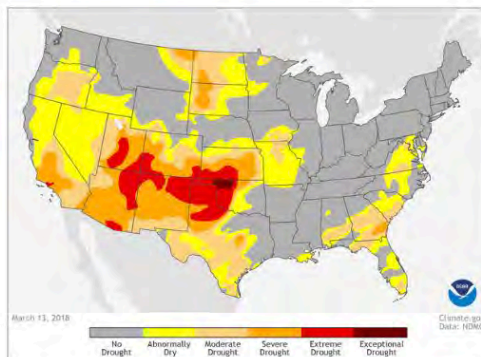 March 13, 2018
Climate.gov
Data: NDMC
No Drought
Abnormally Dry
Moderate Drought
Severe Drought
Extreme Drought
Exceptional Drought